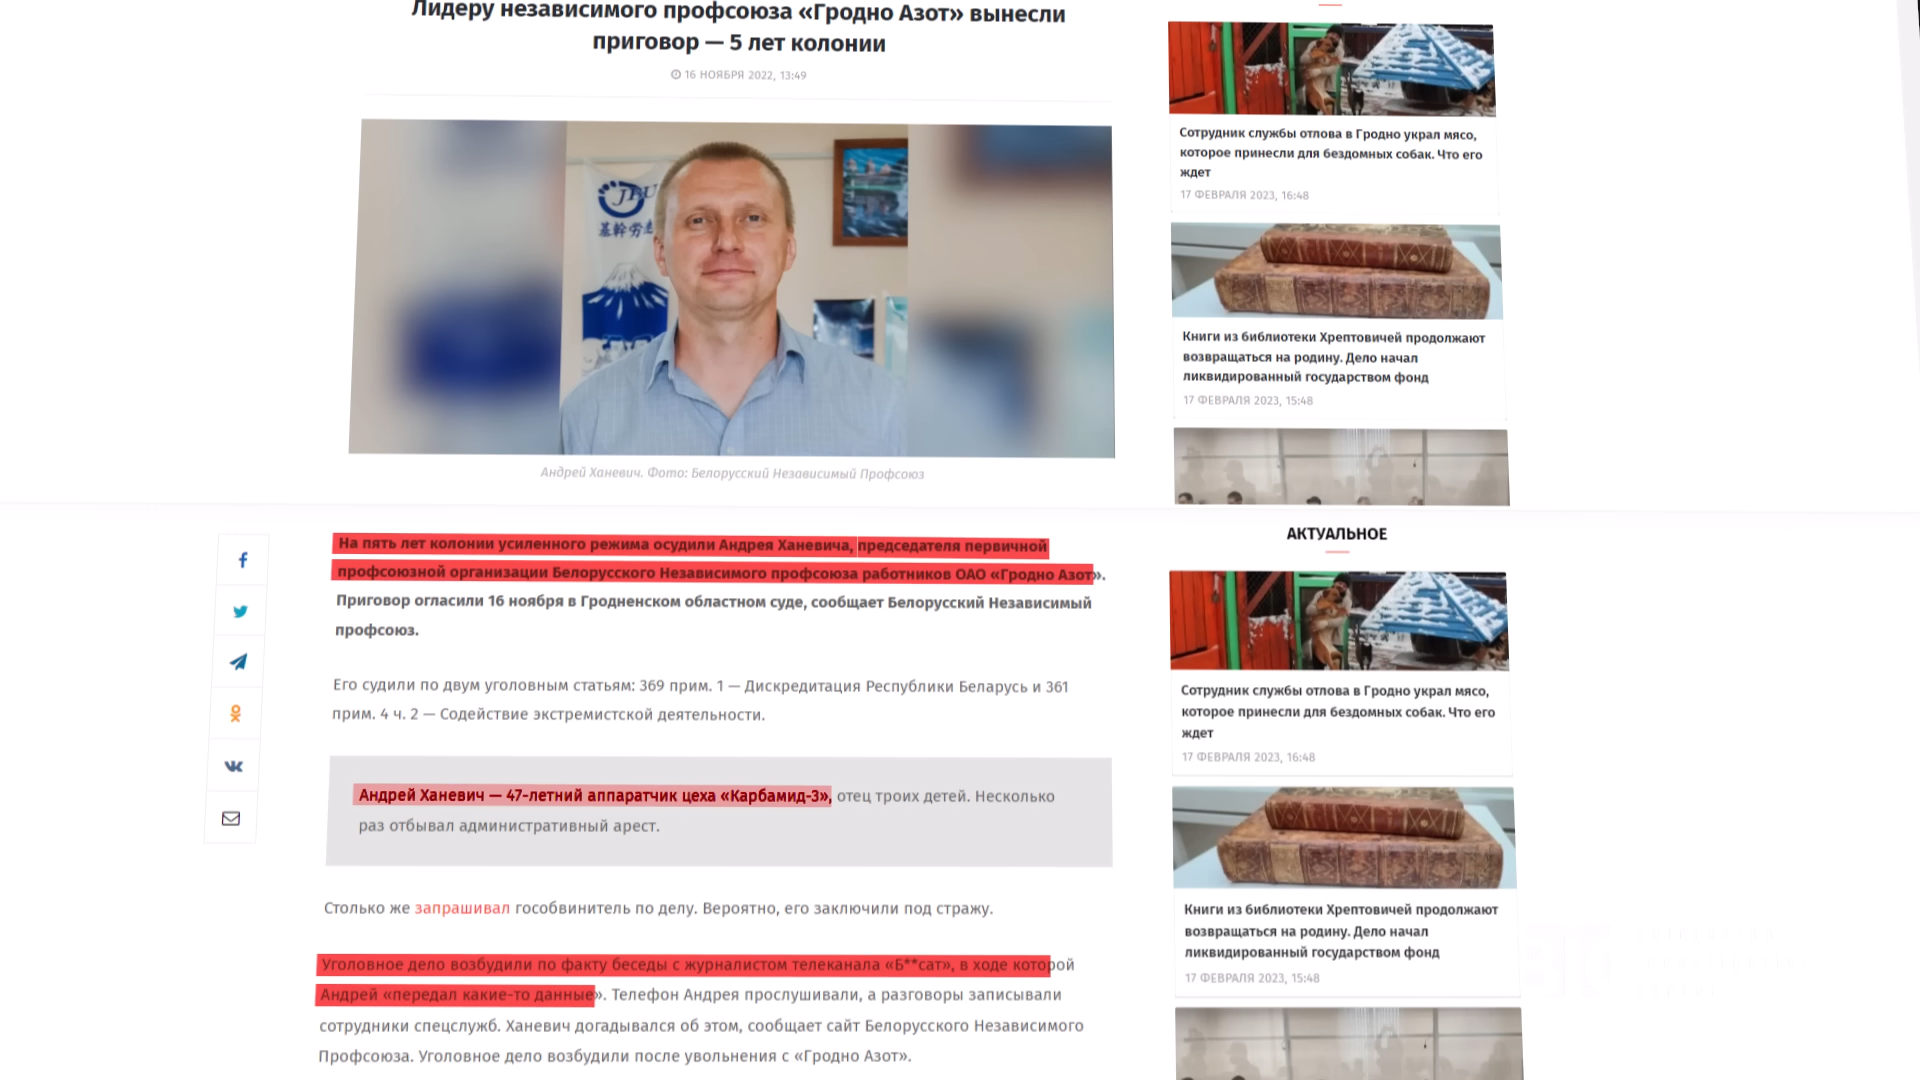 Лидеру независимого профсоюза «Гродно Азот» вынесли
приговор — 5 лет колонии
16 НОЯБРЯ 2022, 13:49
JBU
基幹労
Андрей Ханевич. Фото: Белорусский Независимый Профсоюз
Сотрудник службы отлова в Гродно украл мясо,
которое принесли для бездомных собак. Что его
ждет
17 ФЕВРАЛЯ 2023, 16:48
Книги из библиотеки Хрептовичей продолжают
возвращаться на родину. Дело начал
ликвидированный государством фонд
17 ФЕВРАЛЯ 2023, 15:48
На пять лет колонии усиленного режима осудили Андрея Ханевича, председателя первичной
профсоюзной организации Белорусского Независимого профсоюза работников ОАО «Гродно Азот».
Приговор огласили 16 ноября в Гродненском областном суде, сообщает Белорусский Независимый
профсоюз.
Его судили по двум уголовным статьям: 369 прим. 1 — Дискредитация Республики Беларусь и 361
прим. 4 ч. 2 — Содействие экстремистской деятельности.
Андрей Ханевич — 47-летний аппаратчик цеха «Карбамид-3», отец троих детей. Несколько
раз отбывал административный арест.
Столько же запрашивал гособвинитель по делу. Вероятно, его заключили под стражу.
Уголовное дело возбудили по факту беседы с журналистом телеканала «Б**сат», в ходе которой
Андрей «передал какие-то данные». Телефон Андрея прослушивали, а разговоры записывали
сотрудники спецслужб. Ханевич догадывался об этом, сообщает сайт Белорусского Независимого
Профсоюза. Уголовное дело возбудили после увольнения с «Гродно Азот».
АКТУАЛЬНОЕ
Сотрудник службы отлова в Гродно украл мясо,
которое принесли для бездомных собак. Что его
ждет
17 ФЕВРАЛЯ 2023, 16:48
Книги из библиотеки Хрептовичей продолжают
возвращаться на родину. Дело начал
ликвидированный государством фонд
17 ФЕВРАЛЯ 2023, 15:48